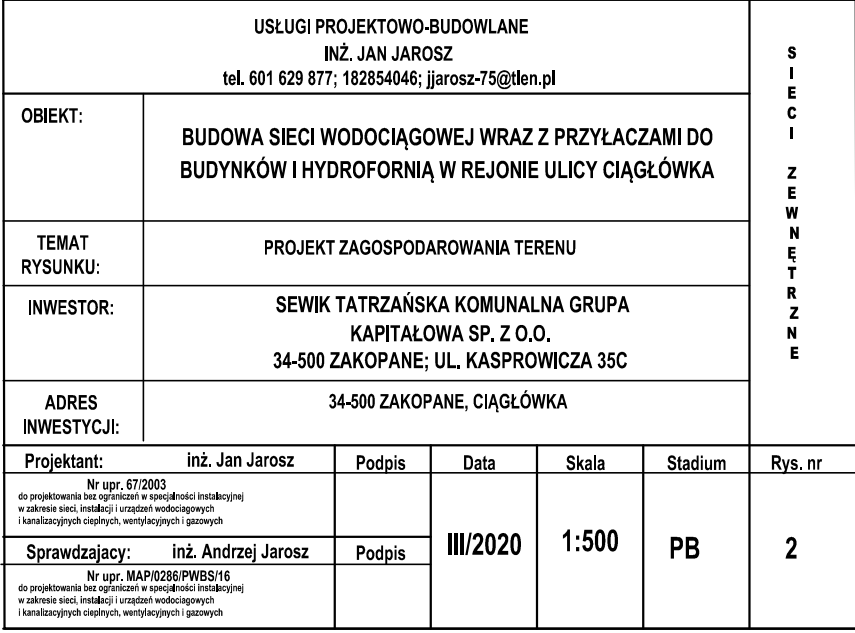 USŁUGI PROJEKTOWO-BUDOWLANE
INŻ. JAN JAROSZ
tel. 601 629 877; 182854046; jjarosz-75@tlen.pl
SIECI ZEWNĘTRZNE
OBIEKT:
BUDOWA SIECI WODOCIĄGOWEJ WRAZ Z PRZYŁACZAMI DO
BUDYNKÓW I HYDROFORNIĄ W REJONIE ULICY CIĄGŁÓWKA
TEMAT
RYSUNKU:
PROJEKT ZAGOSPODAROWANIA TERENU
INWESTOR:
SEWIK TATRZAŃSKA KOMUNALNA GRUPA
KAPITAŁOWA SP. Z O.O.
34-500 ZAKOPANE; UL. KASPROWICZA 35C
ADRES
INWESTYCJI:
34-500 ZAKOPANE, CIĄGŁÓWKA
Projektant: inż. Jan Jarosz Podpis Data Skala Stadium Rys. nr
Nr upr. 67/2003
do projektowania bez ograniczeń w specjalności instalacyjnej
w zakresie sieci, instalacji i urządzeń wodociagowych
i kanalizacyjnych cieplnych, wentylacyjnych i gazowych
III/2020 1:500 PB 2
Sprawdzajacy: inż. Andrzej Jarosz Podpis
Nr upr. MAP/0286/PWBS/16
do projektowania bez ograniczeń w specjalności instalacyjnej
w zakresie sieci, instalacji i urządzeń wodociagowych
i kanalizacyjnych cieplnych, wentylacyjnych i gazowych